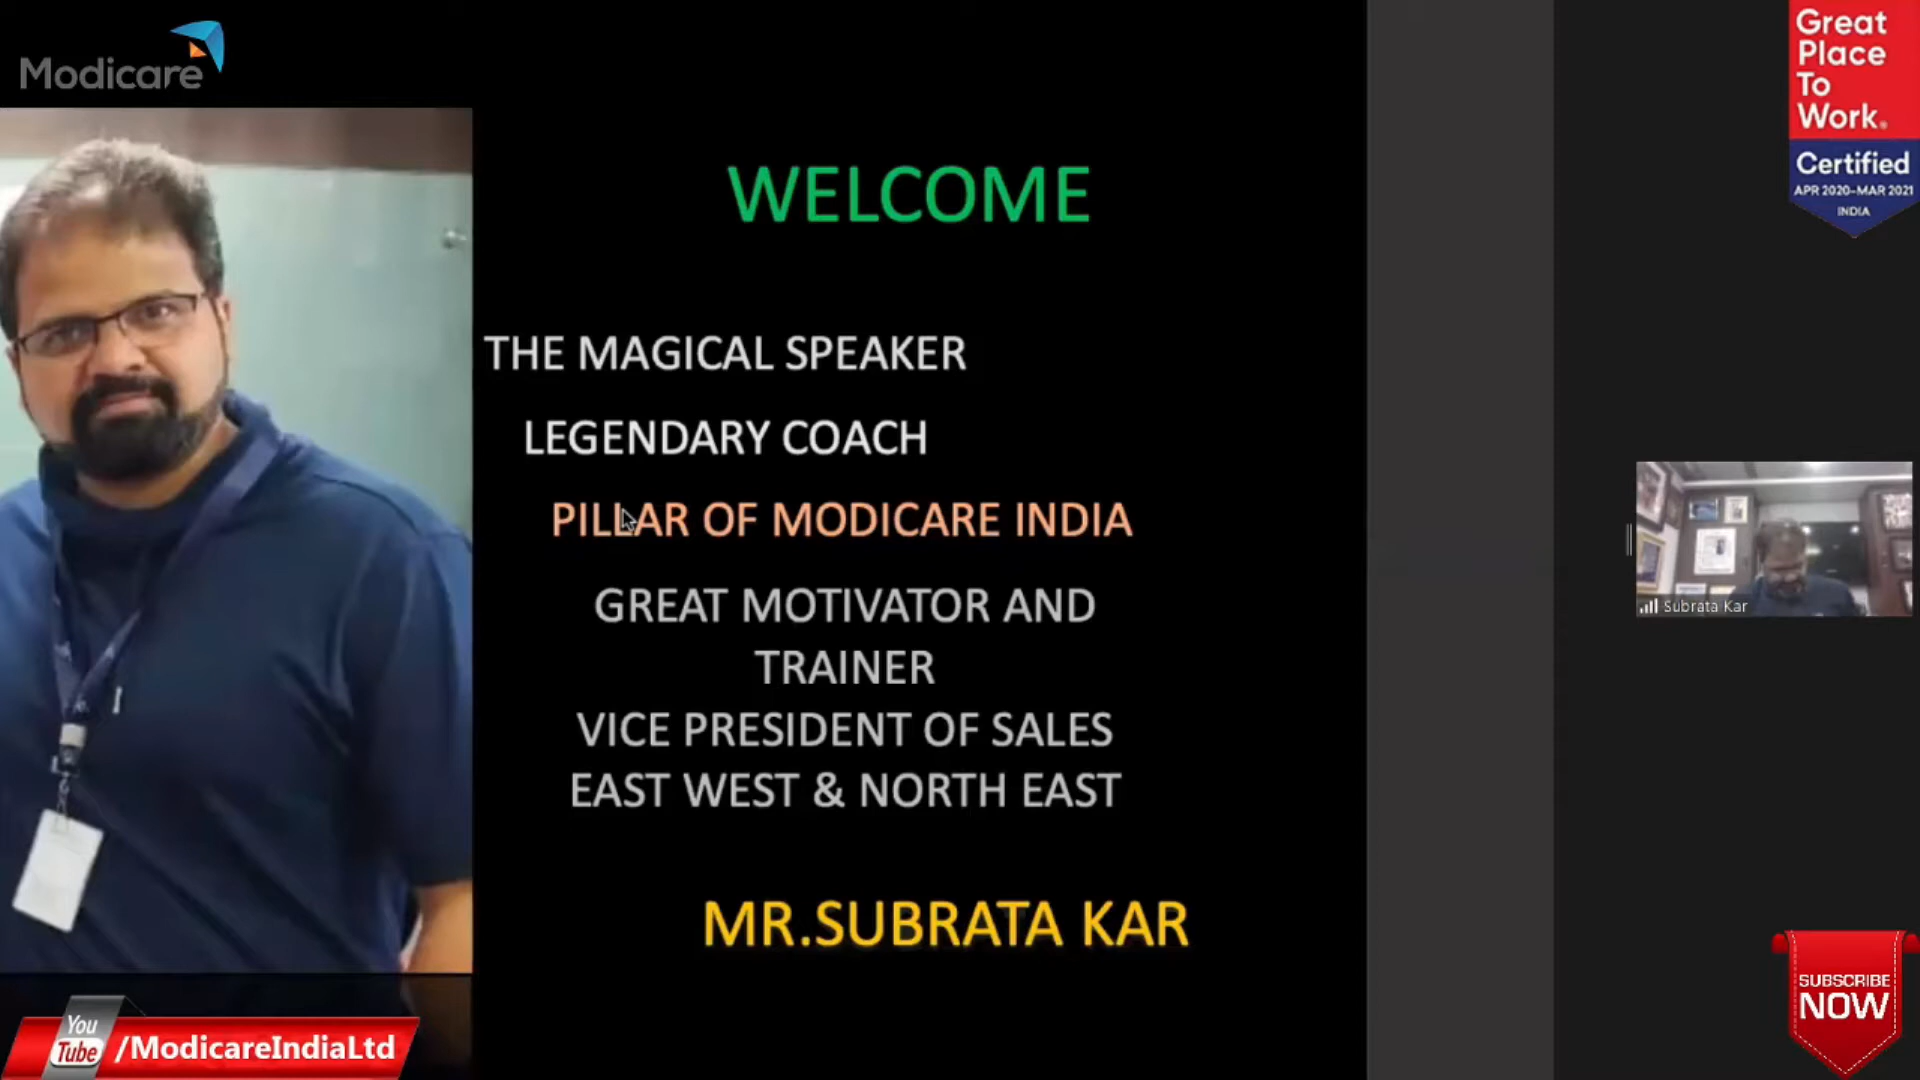 Modicare
Great
Place
To
Work.
Certified
APR 2020-MAR 2021
INDIA
WELCOME
THE MAGICAL SPEAKER
LEGENDARY COACH
PILLAR OF MODICARE INDIA
GREAT MOTIVATOR AND
TRAINER
VICE PRESIDENT OF SALES
EAST WEST & NORTH EAST
MR.SUBRATA KAR
Subrata Kar
You
Tube
/ModicareIndiaLtd
SUBSCRIBE
NOW